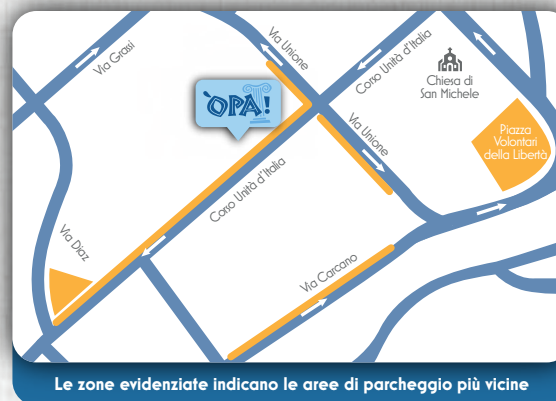 Via Grassi
Via Unione
Corso Unità d'Italia
Chiesa di
San Michele
'OPA!
Via Unione
Piazza
Volontari
della Libertà
Corso Unità d'Italia
Via Diaz
Via Carcano
Le zone evidenziate indicano le aree di parcheggio più vicine